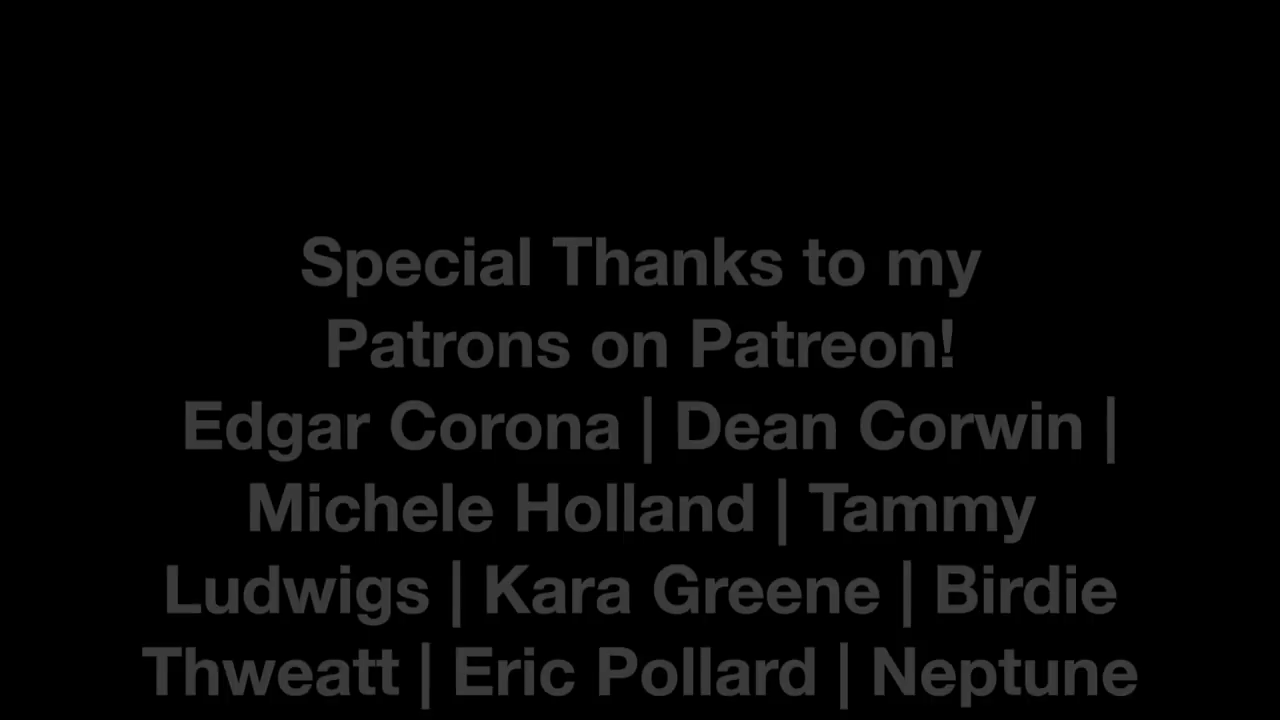 Special Thanks to my
Patrons on Patreon!
Edgar Corona | Dean Corwin |
Michele Holland | Tammy
Ludwigs | Kara Greene | Birdie
Thweatt | Eric Pollard | Neptune